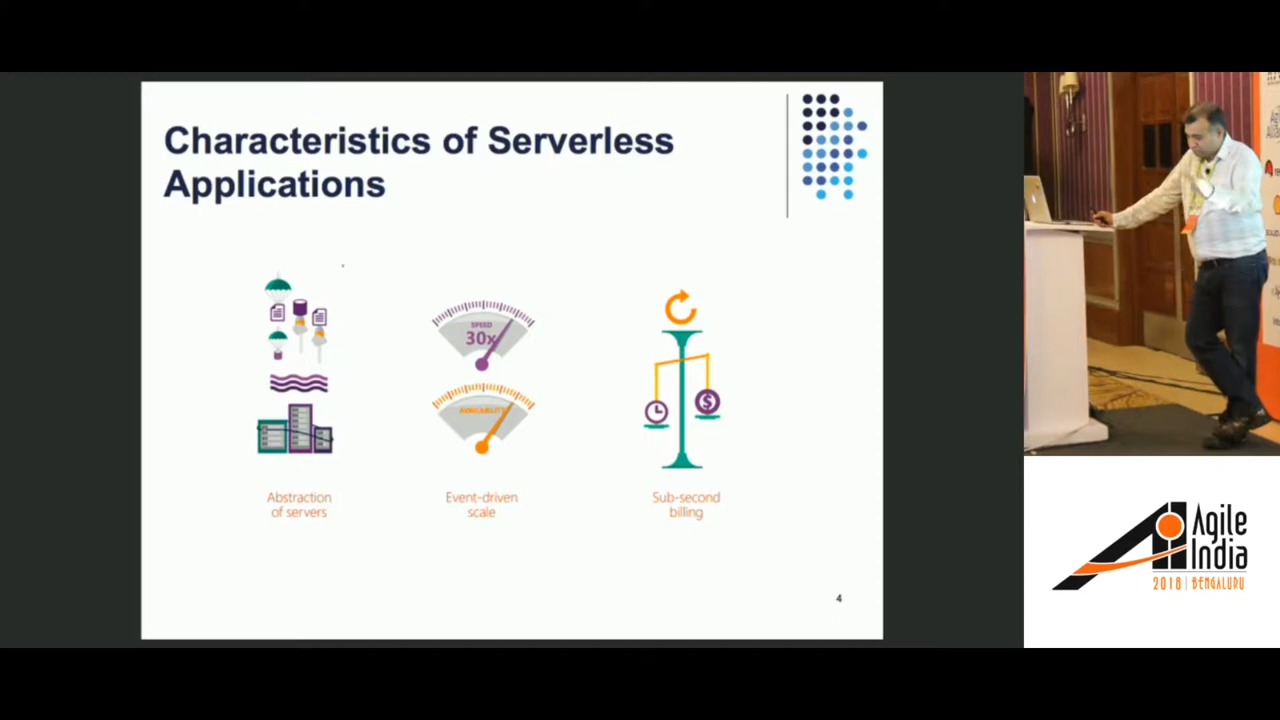 Characteristics of Serverless
Applications
SPEED
30x
AVAILABILITY
$
Abstraction
of servers
Event-driven
scale
Sub-second
billing
4
Agile
India
2018 | BENGALURU